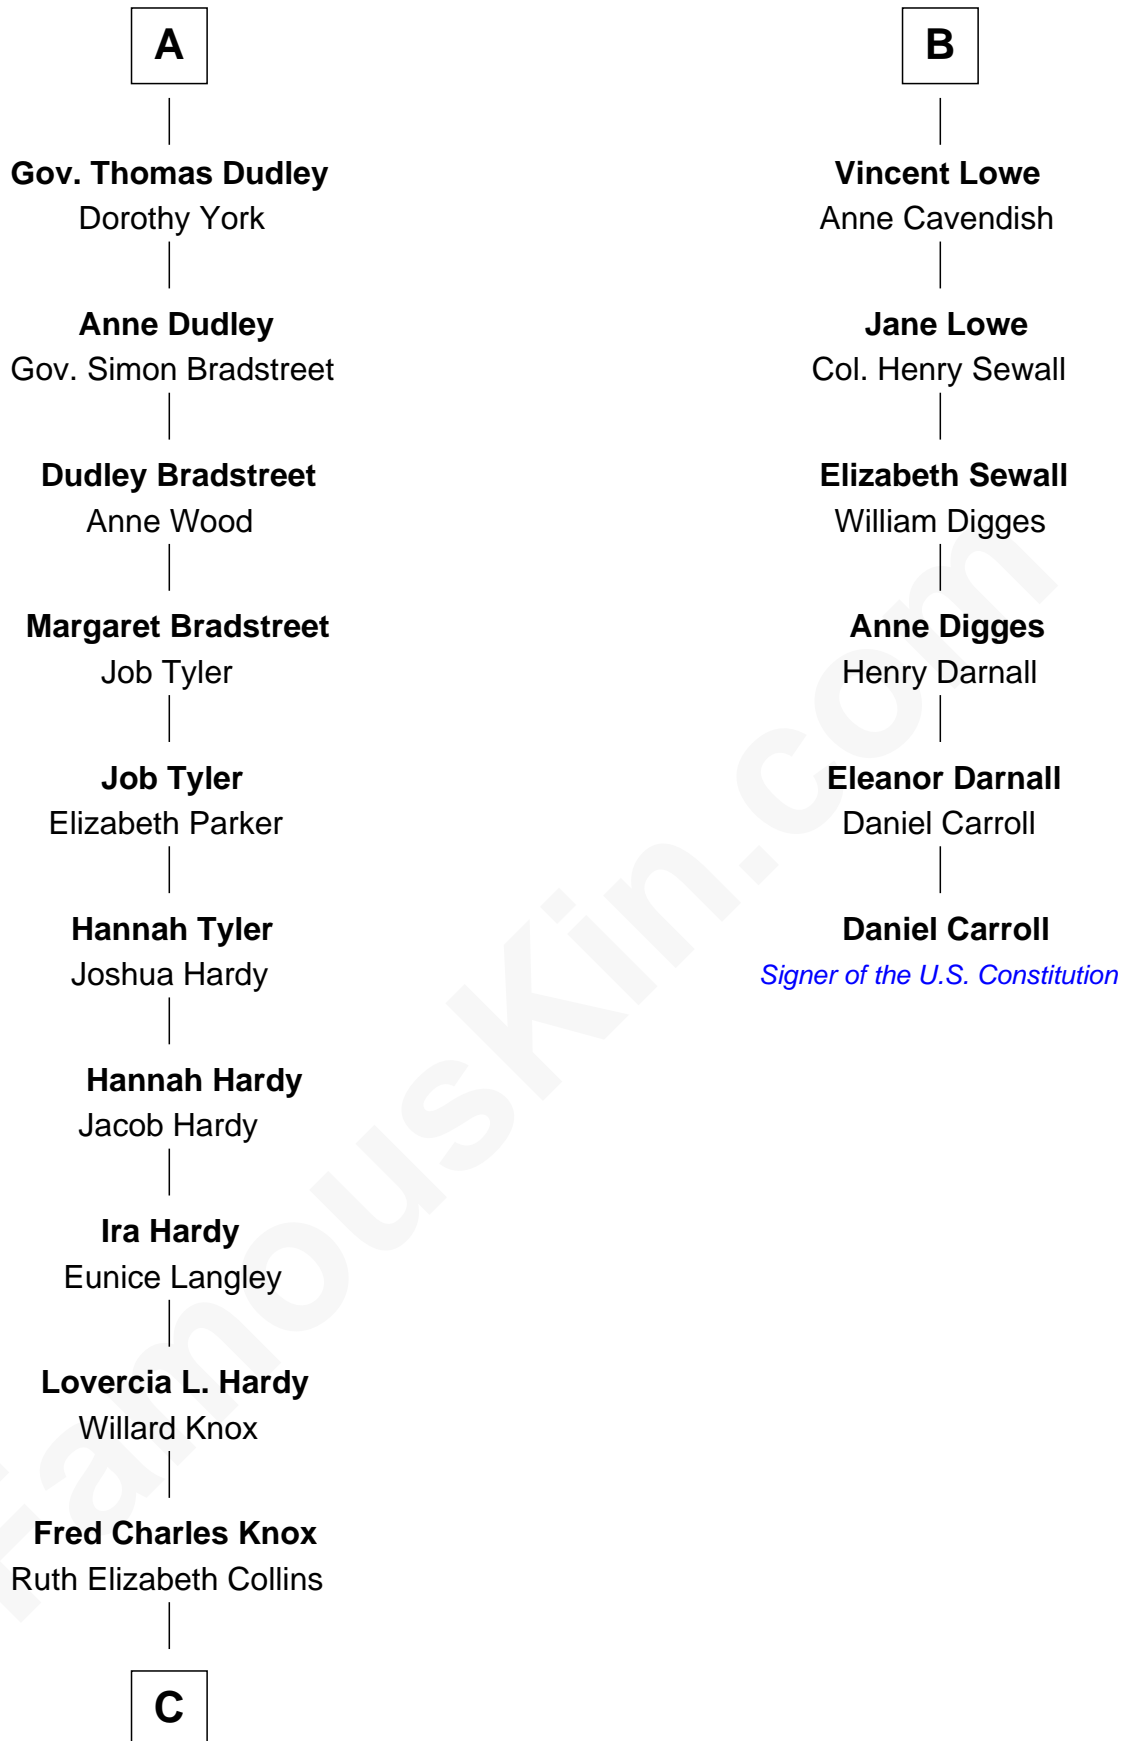 A
Gov. Thomas Dudley
Dorothy York
Anne Dudley
Gov. Simon Bradstreet
Dudley Bradstreet
Anne Wood
Margaret Bradstreet
Job Tyler
Job Tyler
Elizabeth Parker
Hannah Tyler
Joshua Hardy
Hannah Hardy
Jacob Hardy
Ira Hardy
Eunice Langley
Lovercia L. Hardy
Willard Knox
Fred Charles Knox
Ruth Elizabeth Collins
C
B
Vincent Lowe
Anne Cavendish
Jane Lowe
Col. Henry Sewall
Elizabeth Sewall
William Digges
Anne Digges
Henry Darnall
Eleanor Darnall
Daniel Carroll
Daniel Carroll
Signer of the U.S. Constitution
FamousKin.com